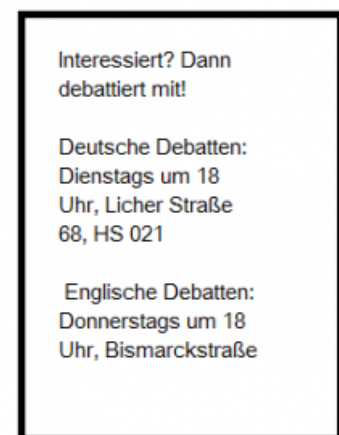 Interessiert? Dann
debattiert mit!
Deutsche Debatten:
Dienstags um 18
Uhr, Licher Straße
68, HS 021
Englische Debatten:
Donnerstags um 18
Uhr, Bismarckstraße